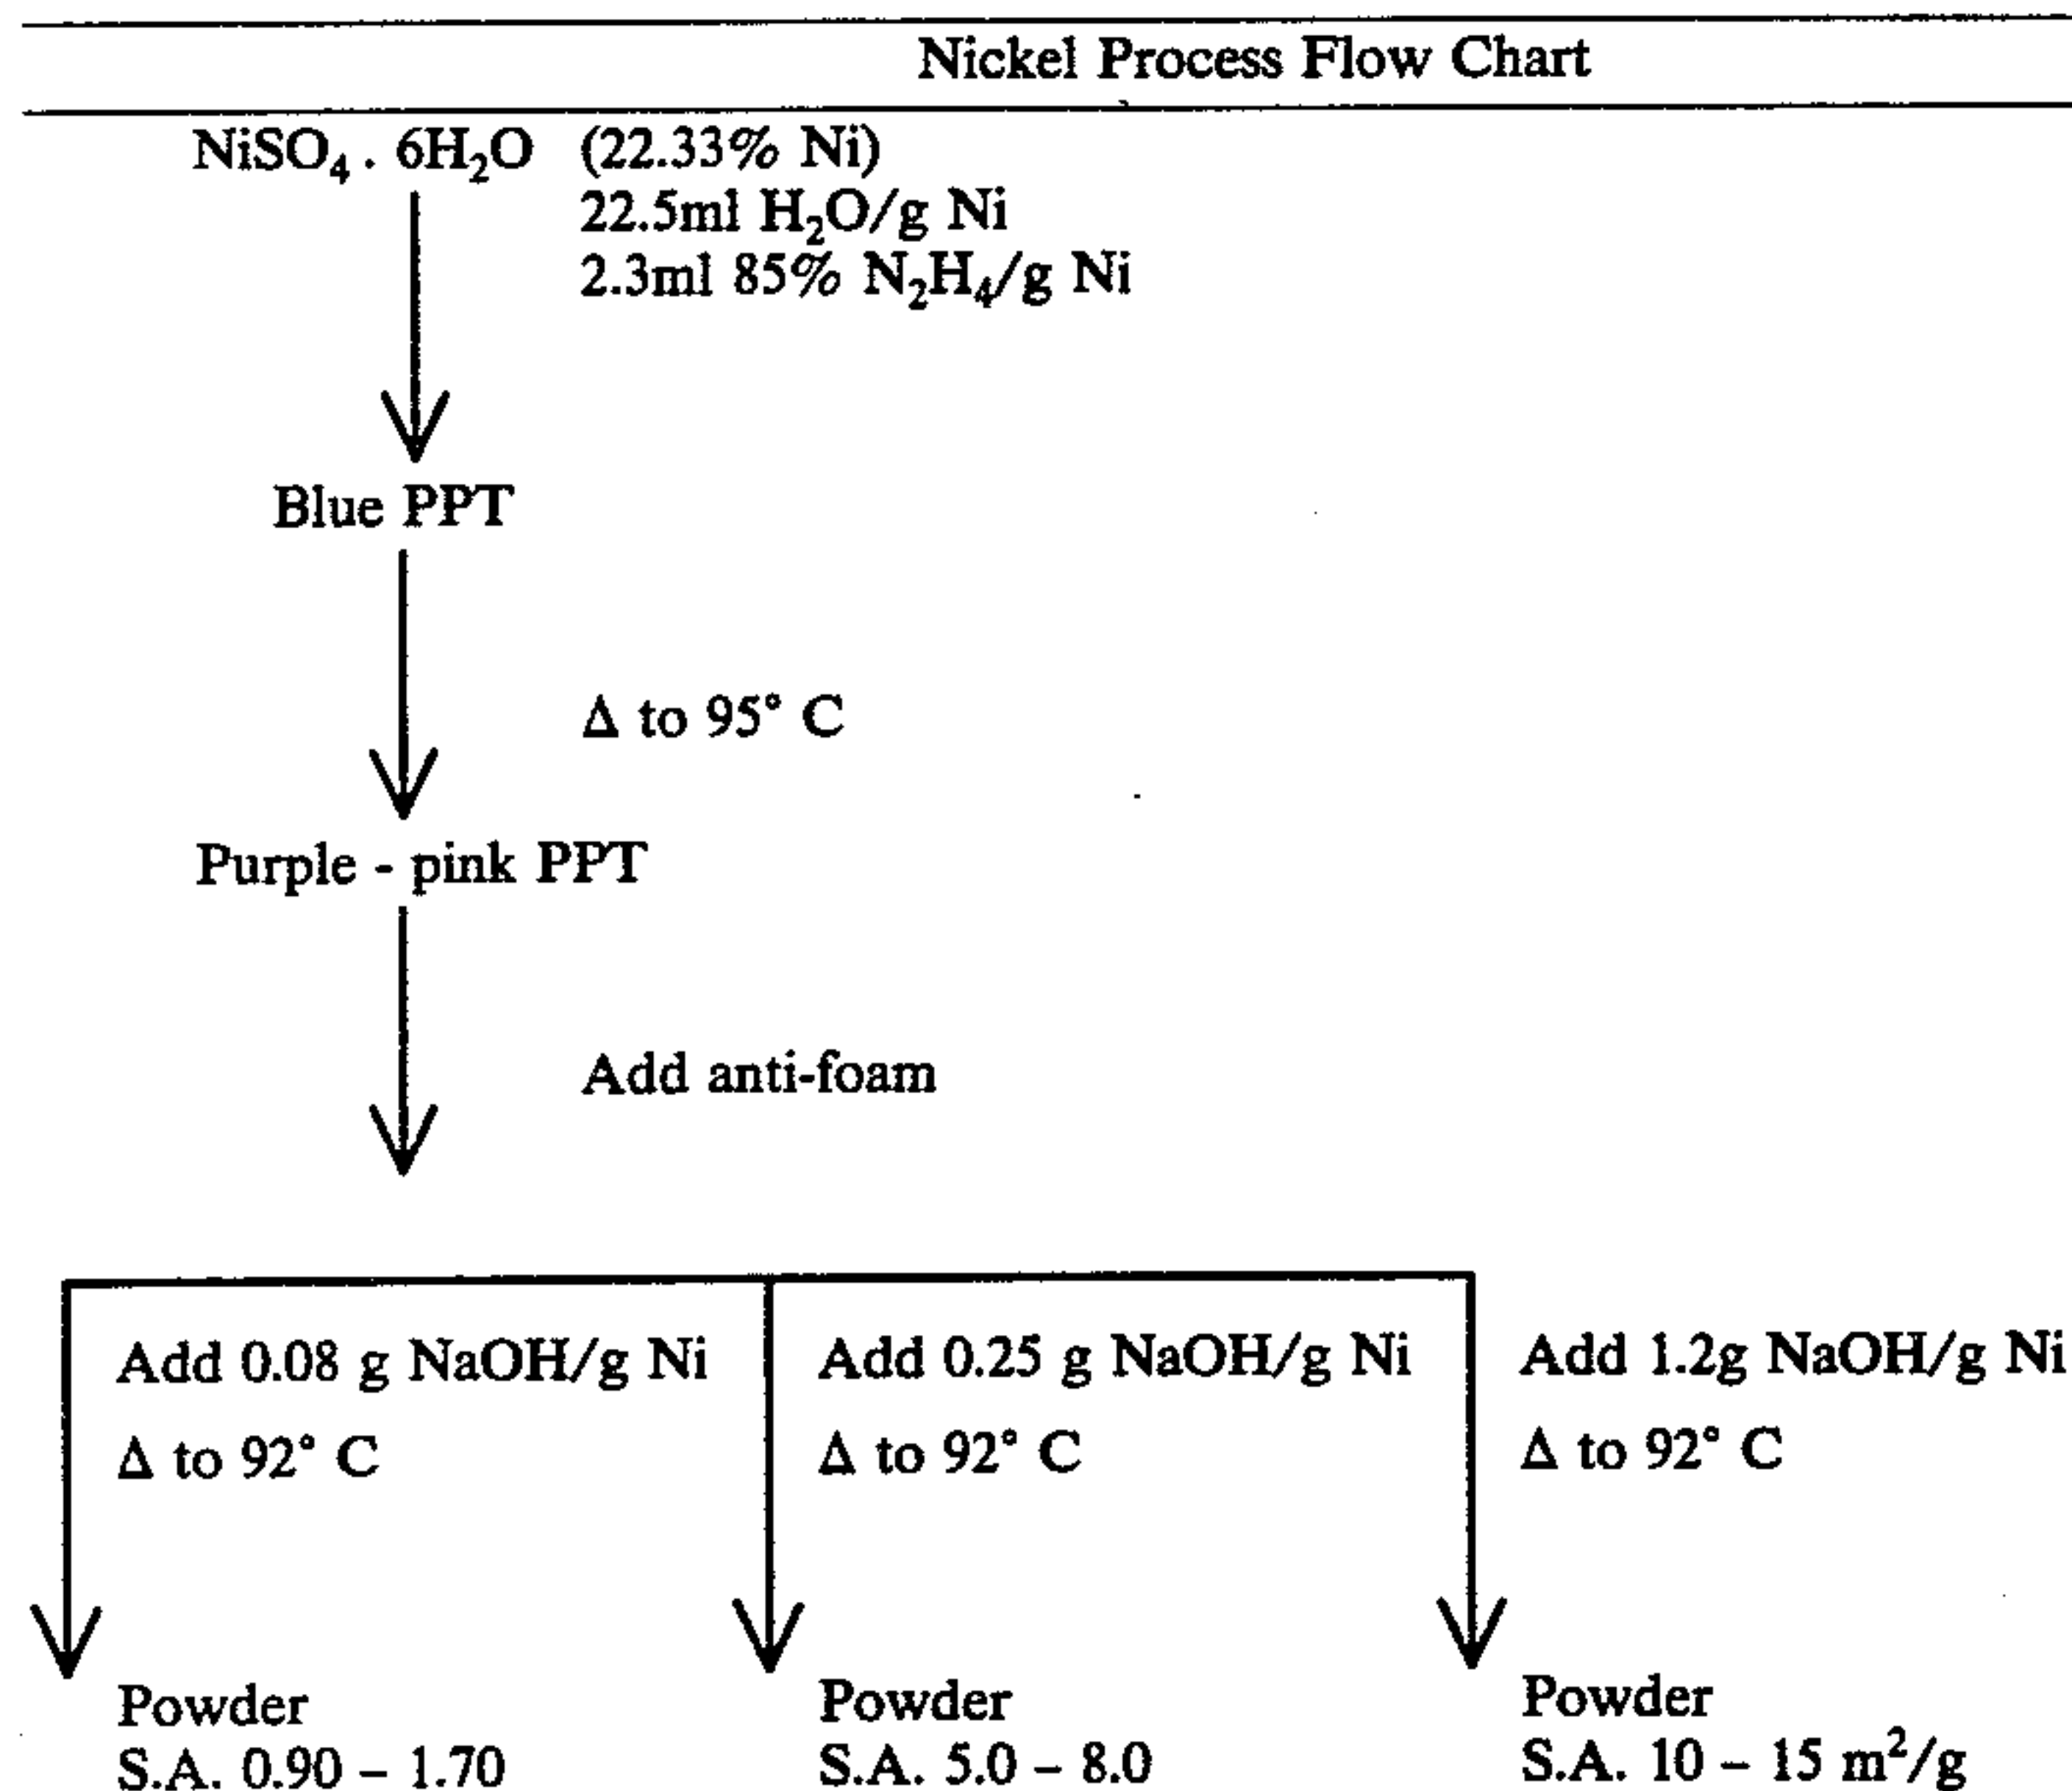 Nickel Process Flow Chart
NiSO₄ . 6H₂O (22.33% Ni)
22.5ml H₂O/g Ni
2.3ml 85% N₂H₄/g Ni
Blue PPT
Δ to 95° C
Purple - pink PPT
Add anti-foam
Add 0.08 g NaOH/g Ni
Δ to 92° C
Powder
S.A. 0.90 – 1.70
Add 0.25 g NaOH/g Ni
Δ to 92° C
Powder
S.A. 5.0 – 8.0
Add 1.2g NaOH/g Ni
Δ to 92° C
Powder
S.A. 10 – 15 m²/g